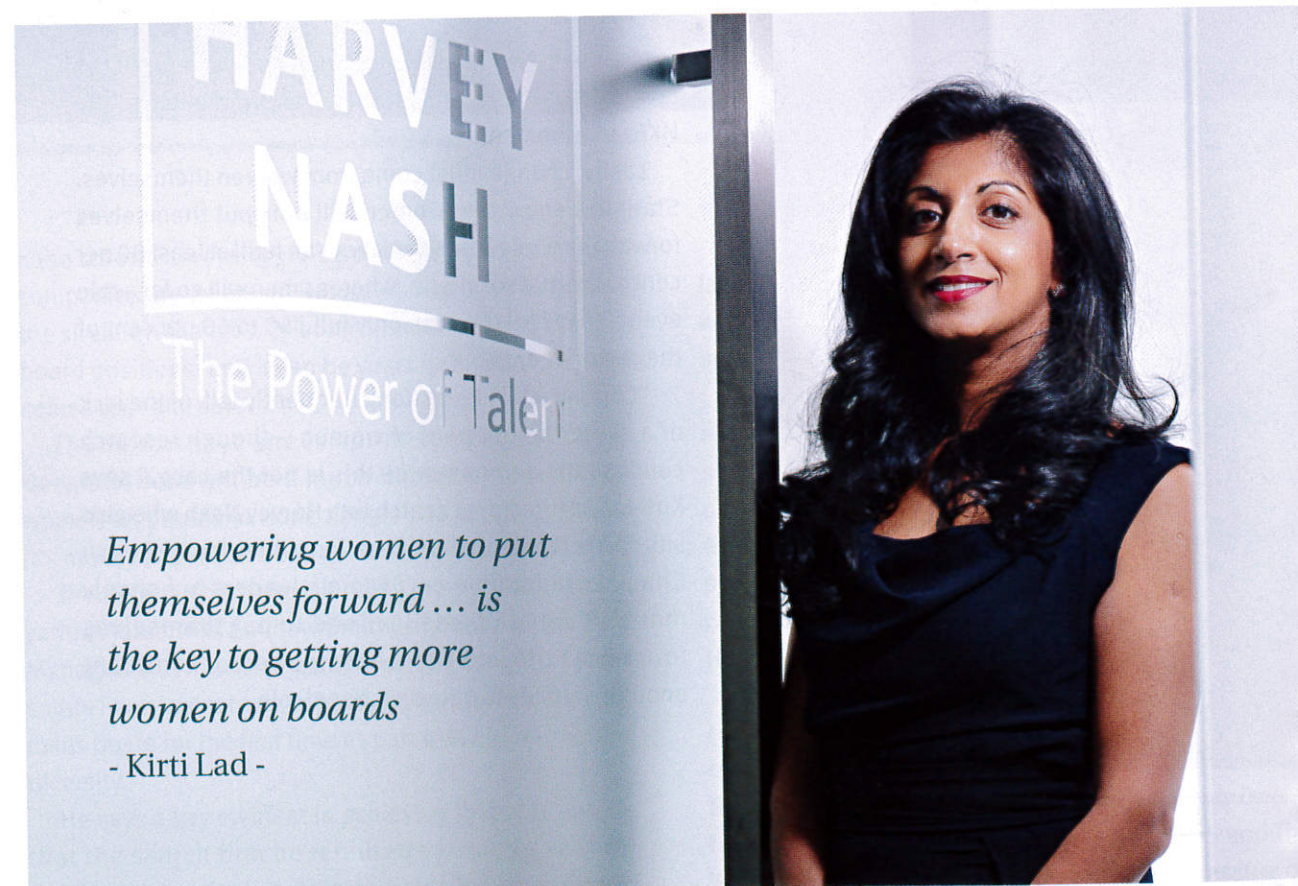 HARVEY
NASH
The Power of Talen
Empowering women to put
themselves forward ... is
the key to getting more
women on boards
- Kirti Lad -